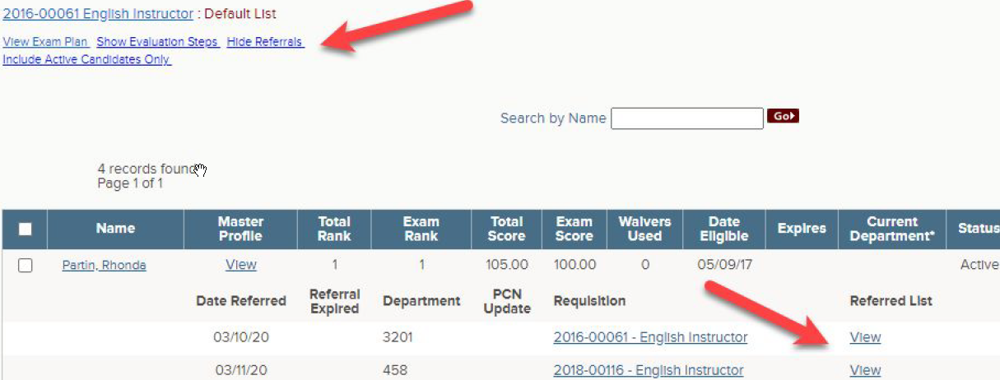 2016-00061 English Instructor : Default List
View Exam Plan Show Evaluation Steps Hide Referrals
Include Active Candidates Only
Search by Name Go
4 records found
Page 1 of 1
Name Master Profile Total Rank Exam Rank Total Score Exam Score Waivers Used Date Eligible Expires Current Department* Status
Partin, Rhonda View 1 1 105.00 100.00 0 05/09/17 Active
Date Referred Referral Expired Department PCN Update Requisition Referred List
03/10/20 3201 2016-00061 - English Instructor View
03/11/20 458 2018-00116 - English Instructor View